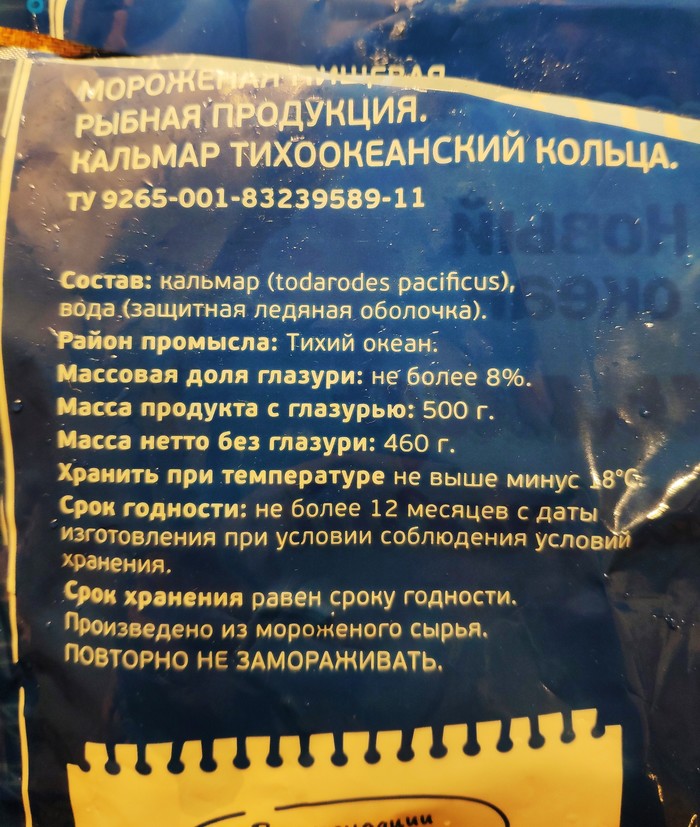 МОРОЖЕНАЯ ПИЩЕВАЯ
РЫБНАЯ ПРОДУКЦИЯ.
КАЛЬМАР ТИХООКЕАНСКИЙ КОЛЬЦА.
ТУ 9265-001-83239589-11
Состав: кальмар (todarodes pacificus),
вода (защитная ледяная оболочка).
Район промысла: Тихий океан.
Массовая доля глазури: не более 8%.
Масса продукта с глазурью: 500 г.
Масса нетто без глазури: 460 г.
Хранить при температуре не выше минус 18°С
Срок годности: не более 12 месяцев с даты
изготовления при условии соблюдения условий
хранения.
Срок хранения равен сроку годности.
Произведено из мороженого сырья.
ПОВТОРНО НЕ ЗАМОРАЖИВАТЬ.
Новый
океан